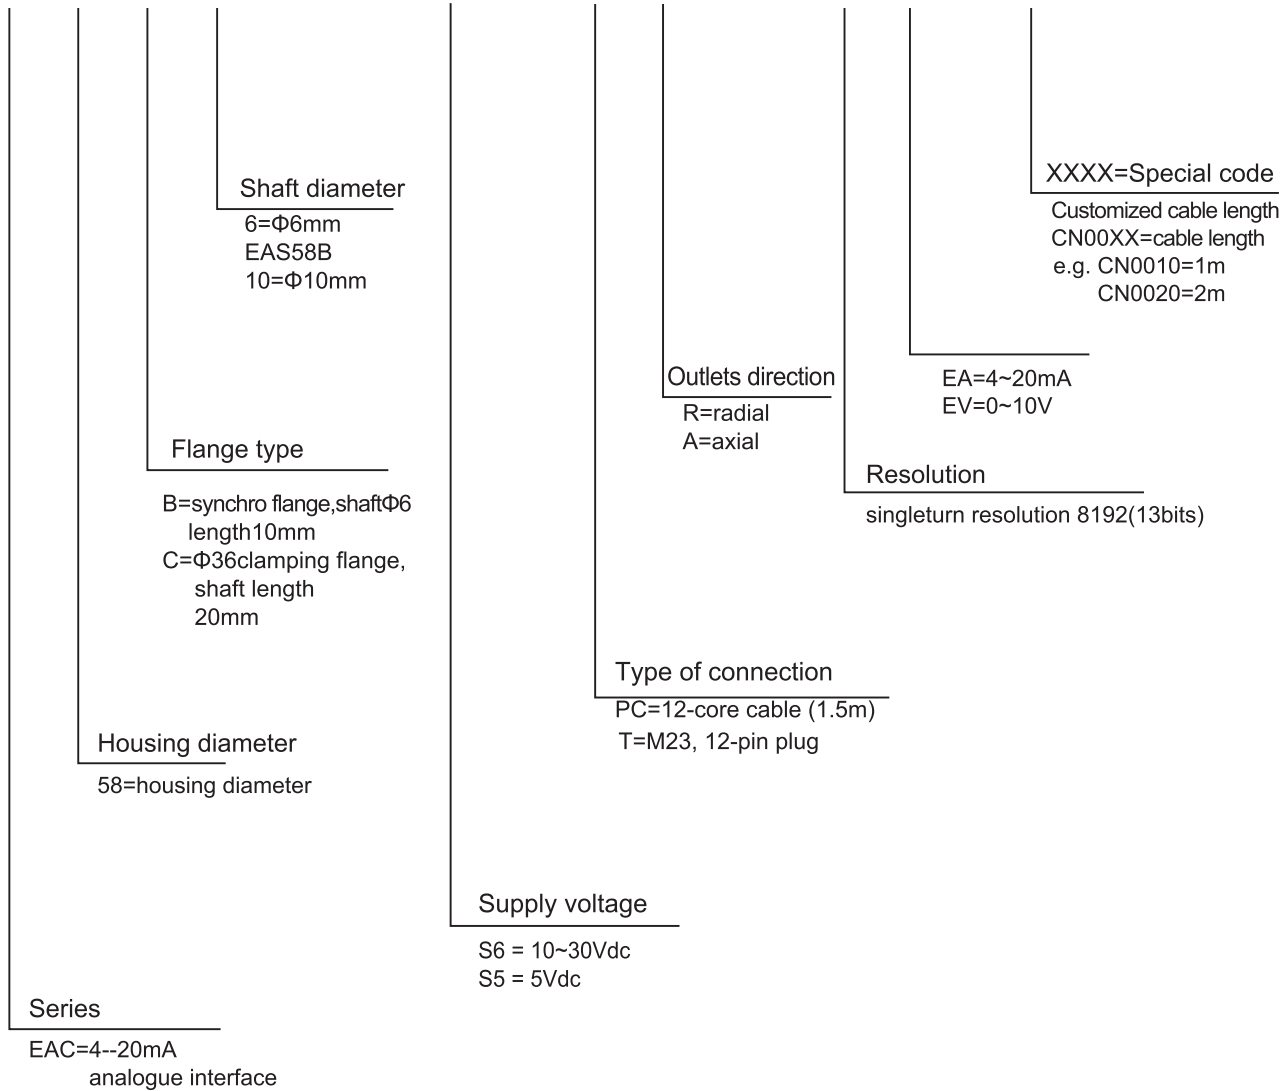 Shaft diameter
6=Φ6mm
EAS58B
10=Φ10mm
XXXX=Special code
Customized cable length
CN00XX=cable length
e.g. CN0010=1m
CN0020=2m
EA=4~20mA
EV=0~10V
Outlets direction
R=radial
A=axial
Flange type
B=synchro flange,shaftΦ6
length10mm
C=Φ36clamping flange,
shaft length
20mm
Resolution
singleturn resolution 8192(13bits)
Type of connection
PC=12-core cable (1.5m)
T=M23, 12-pin plug
Housing diameter
58=housing diameter
Supply voltage
S6 = 10~30Vdc
S5 = 5Vdc
Series
EAC=4--20mA
analogue interface